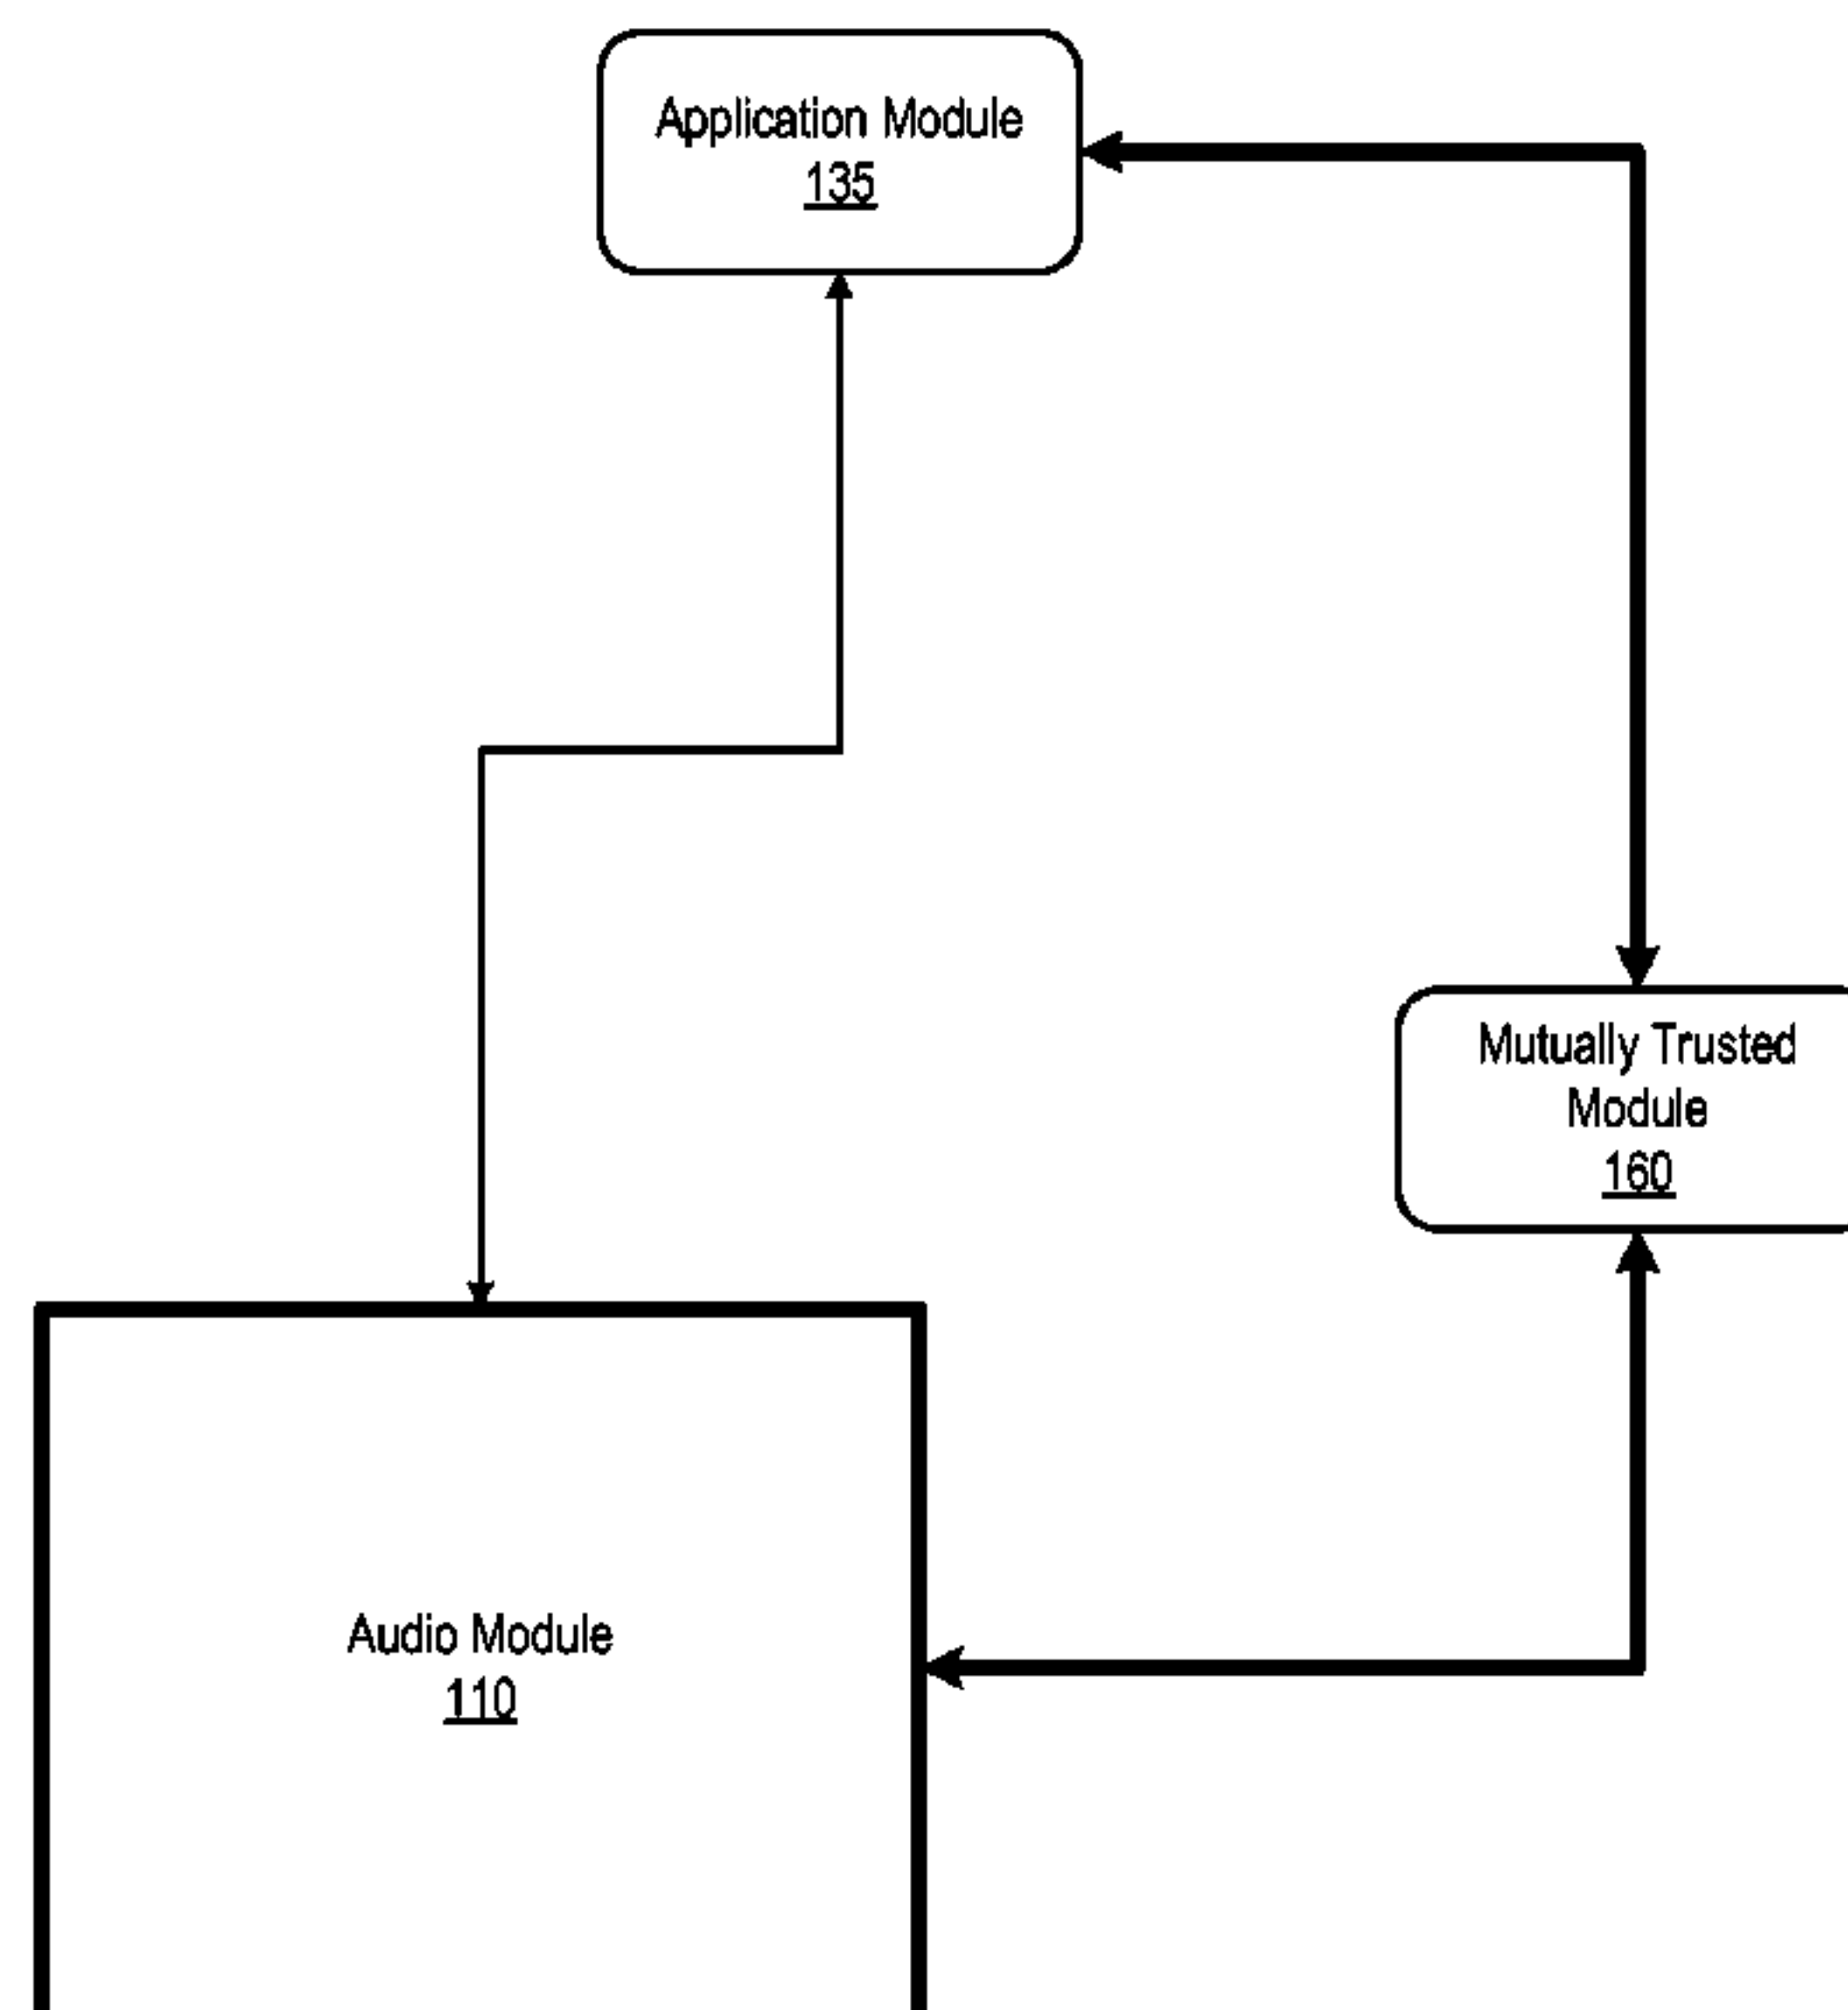 Application Module
135
Mutually Trusted
Module
160
Audio Module
110